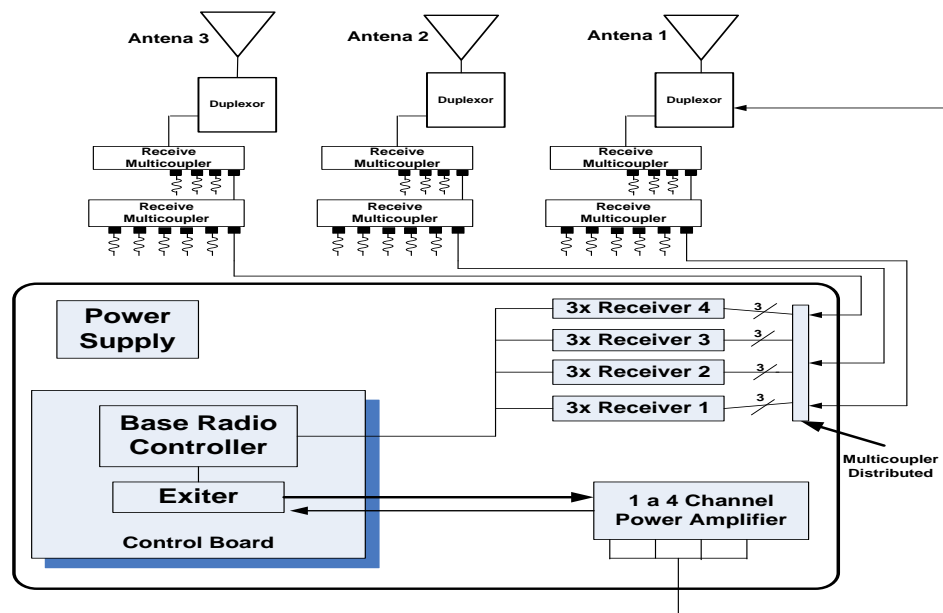 Antena 3
Antena 2
Antena 1
Duplexor
Duplexor
Duplexor
Receive
Multicoupler
Receive
Multicoupler
Receive
Multicoupler
Receive
Multicoupler
Receive
Multicoupler
Receive
Multicoupler
Power
Supply
3x Receiver 4
3
3x Receiver 3
3
3x Receiver 2
3
3x Receiver 1
3
Multicoupler
Distributed
Base Radio
Controller
Exiter
Control Board
1 a 4 Channel
Power Amplifier